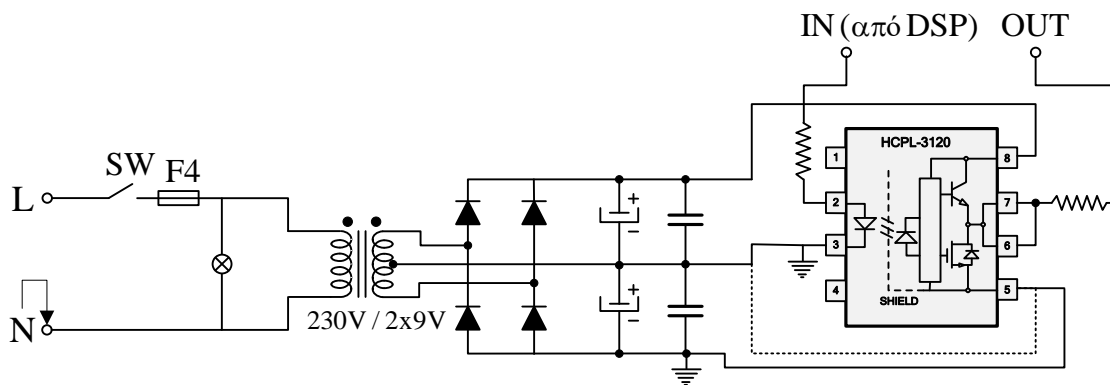 IN (από DSP) OUT
HCPL-3120
SW F4
L
N
230V / 2x9V
+
−
+
−
1
2
3
4
8
7
6
5
SHIELD